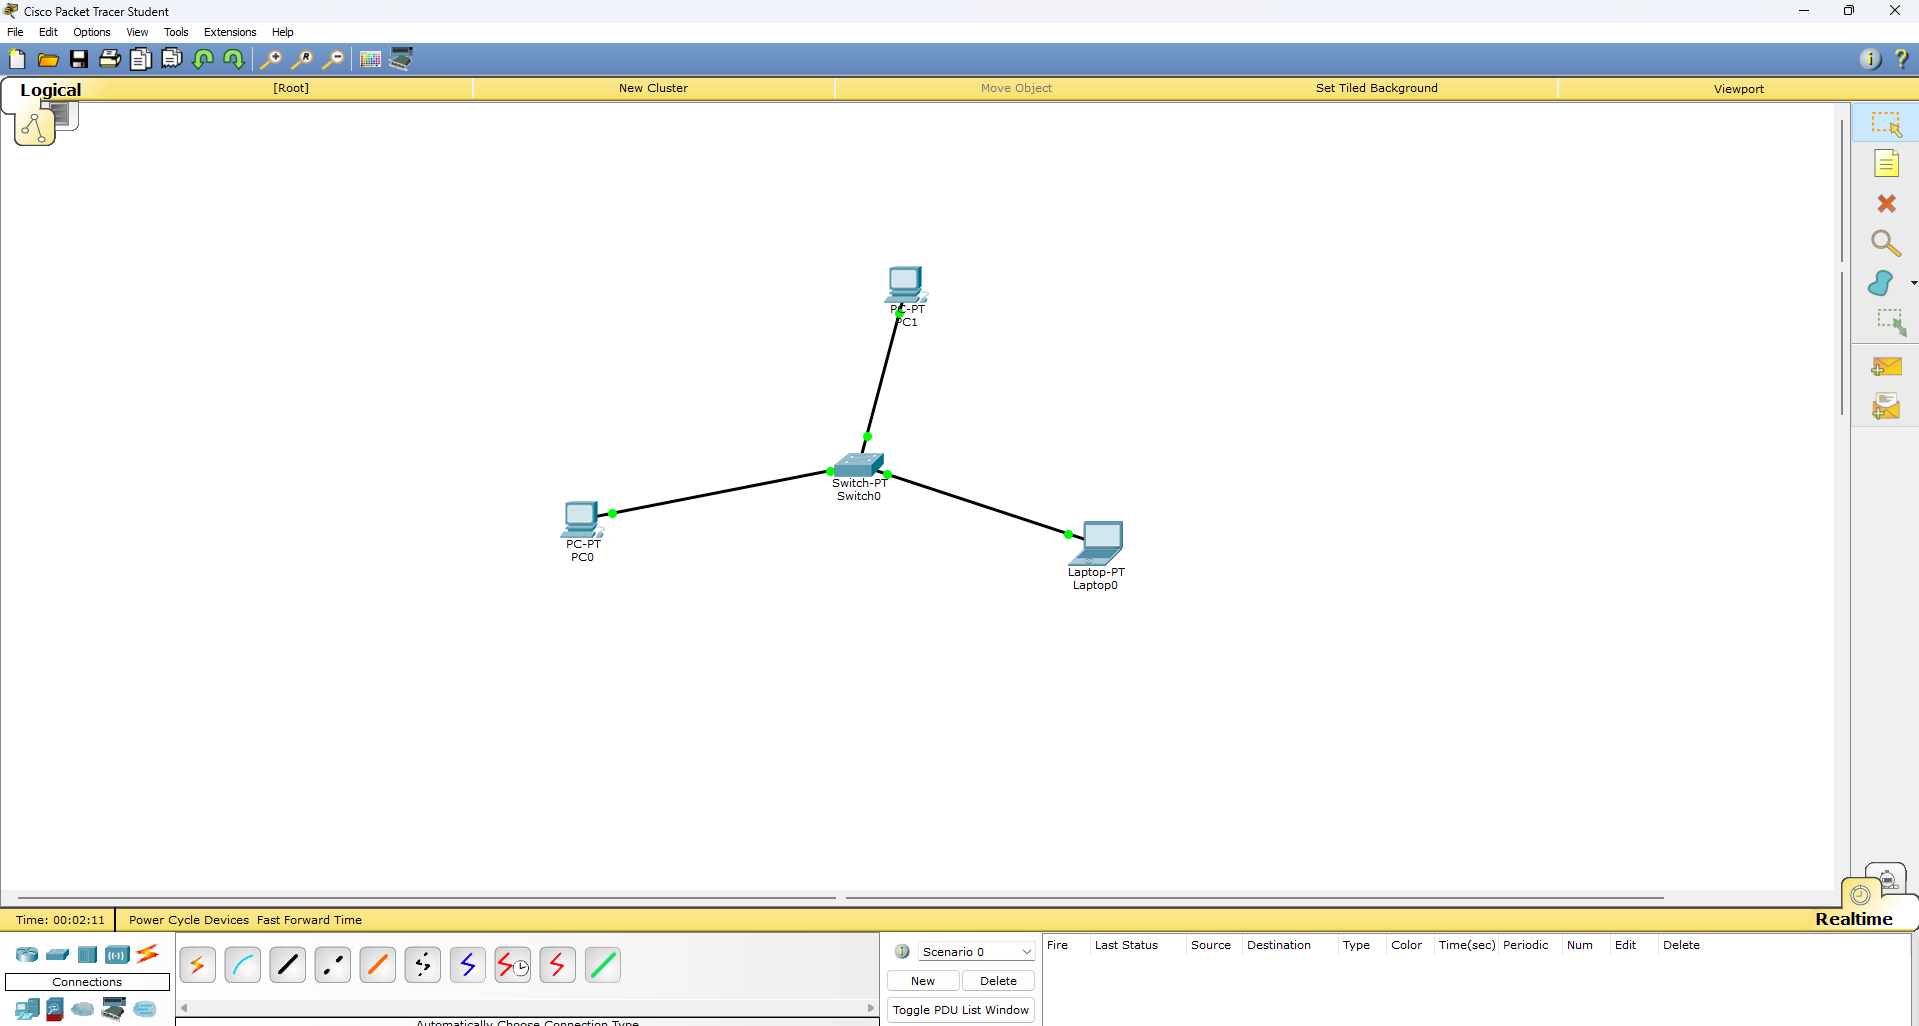 Cisco Packet Tracer Student
File Edit Options View Tools Extensions Help
Logical [Root] New Cluster Move Object Set Tiled Background Viewport
PC-PT
PC1
Switch-PT
Switch0
PC-PT
PC0
Laptop-PT
Laptop0
Time: 00:02:11 Power Cycle Devices Fast Forward Time Realtime
Scenario 0 Fire Last Status Source Destination Type Color Time(sec) Periodic Num Edit Delete
Connections New Delete
Toggle PDU List Window
Automatically Choose Connection Type